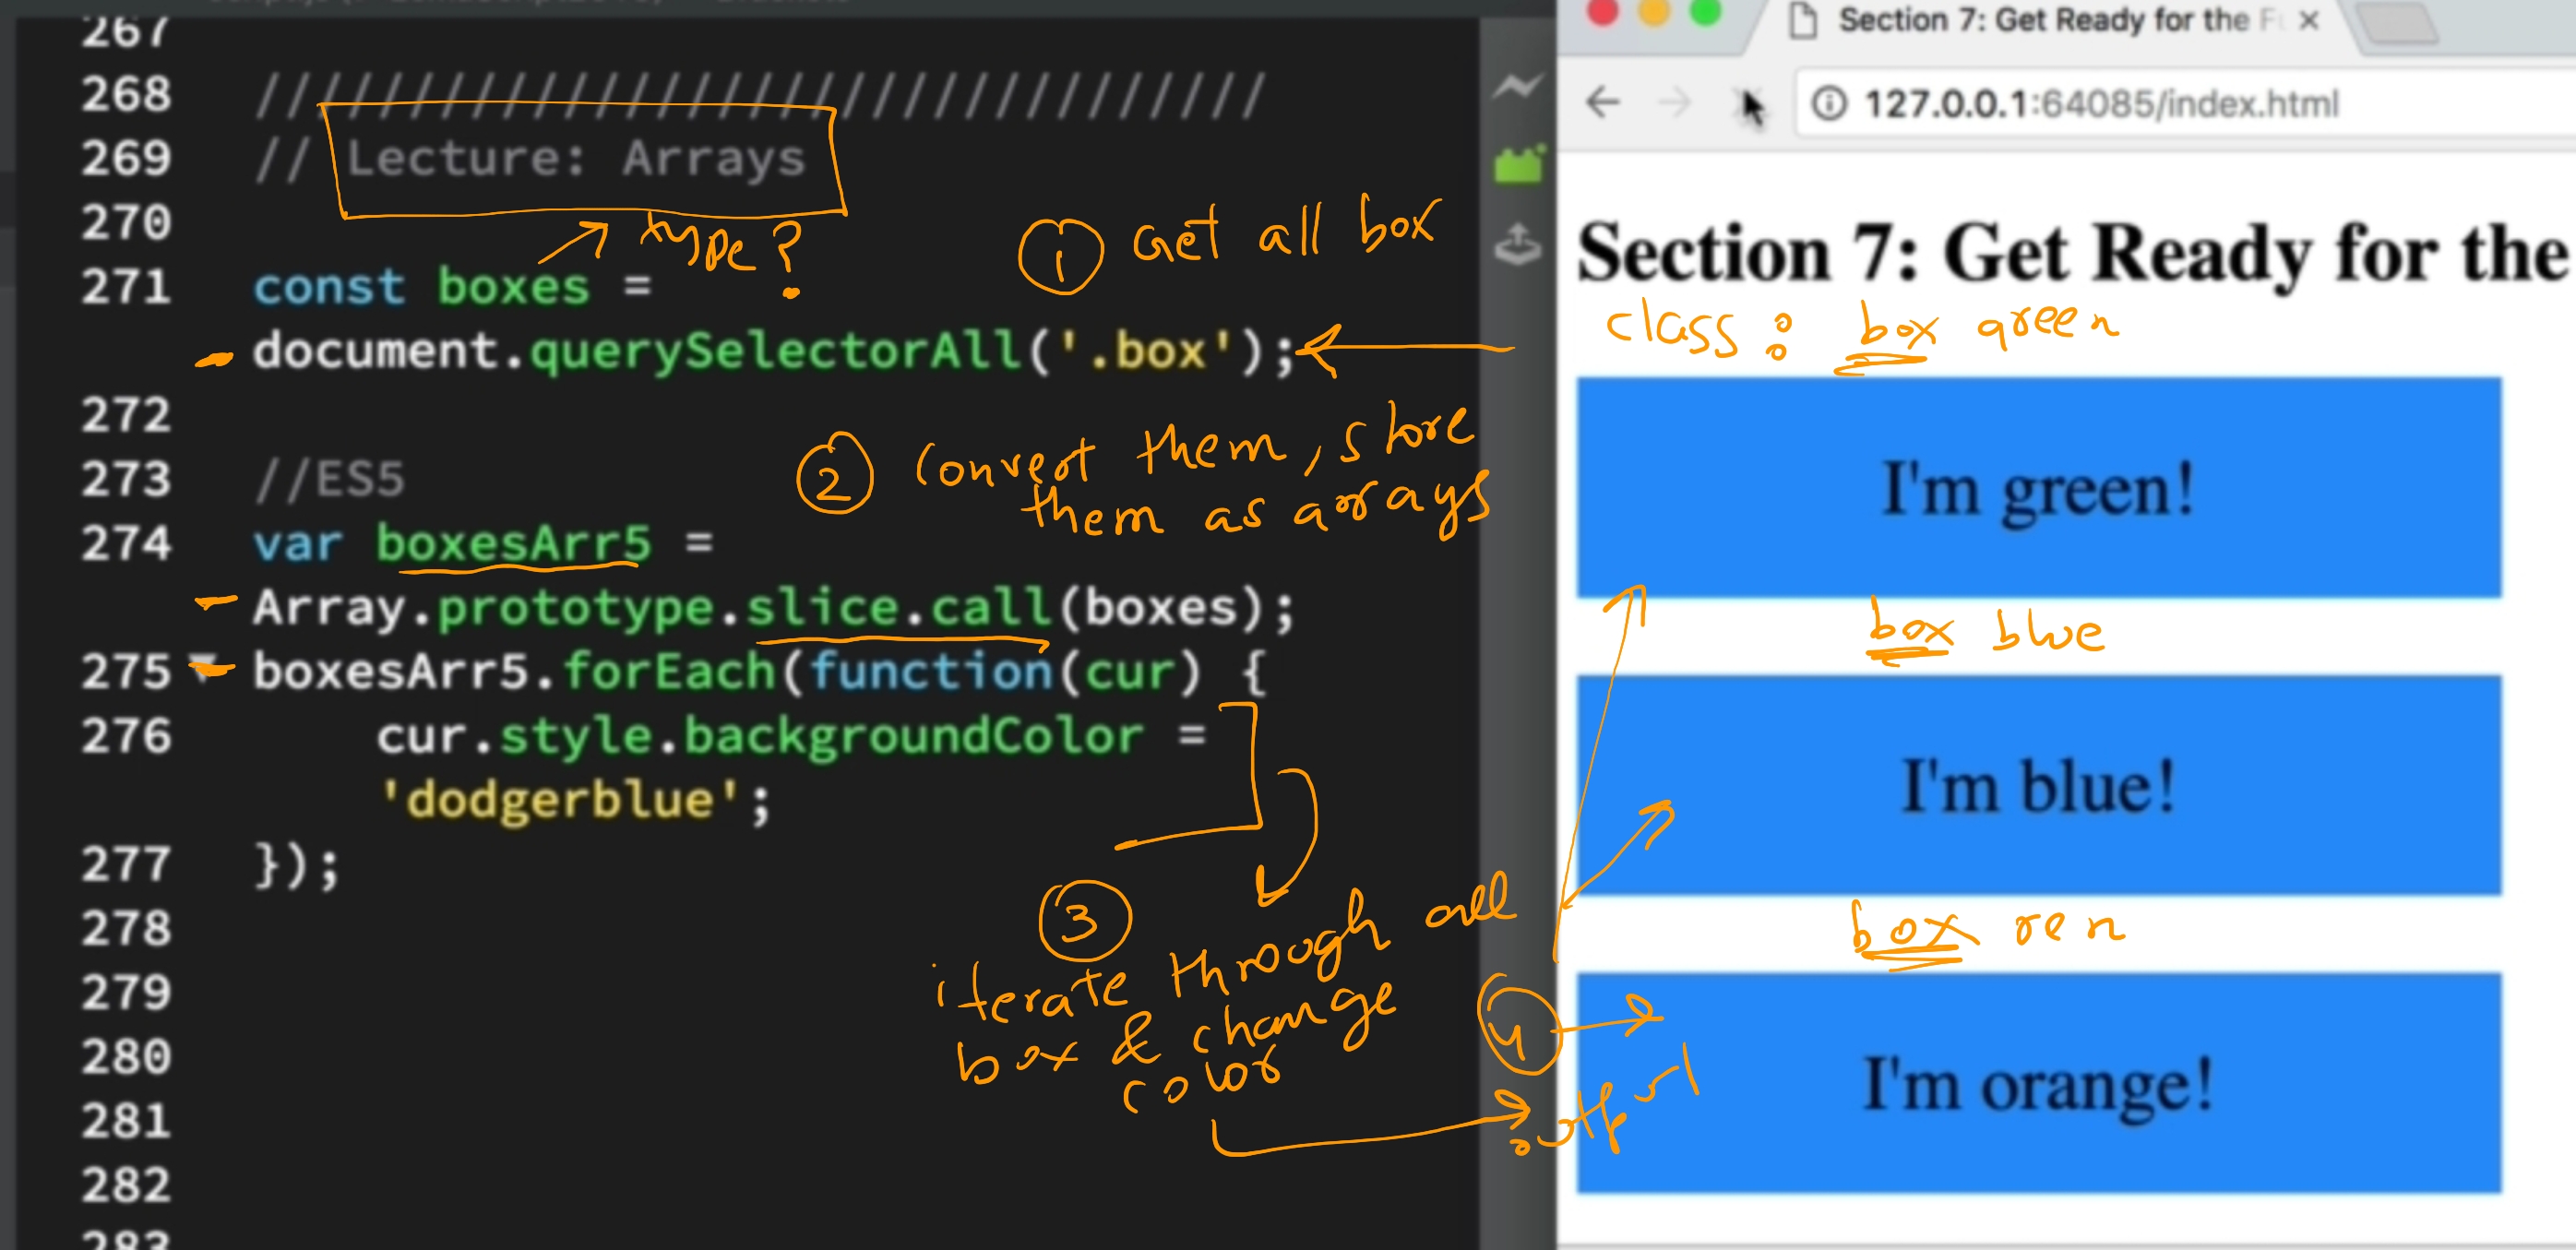 267
268 //////////////////////////////////
269 // Lecture: Arrays
270
type?
① Get all box
271 const boxes =
document.querySelectorAll('.box');
272
② convert them, store
them as arrays
273 //ES5
274 var boxesArr5 =
Array.prototype.slice.call(boxes);
275 boxesArr5.forEach(function(cur) {
276 cur.style.backgroundColor =
'dodgerblue';
277 });
278
③
iterate through all
box & change
color
279
280
281
282
283
Section 7: Get Ready for the Fu
127.0.0.1:64085/index.html
Section 7: Get Ready for the
class: box green
I'm green!
box blue
I'm blue!
box ren
④
I'm orange!